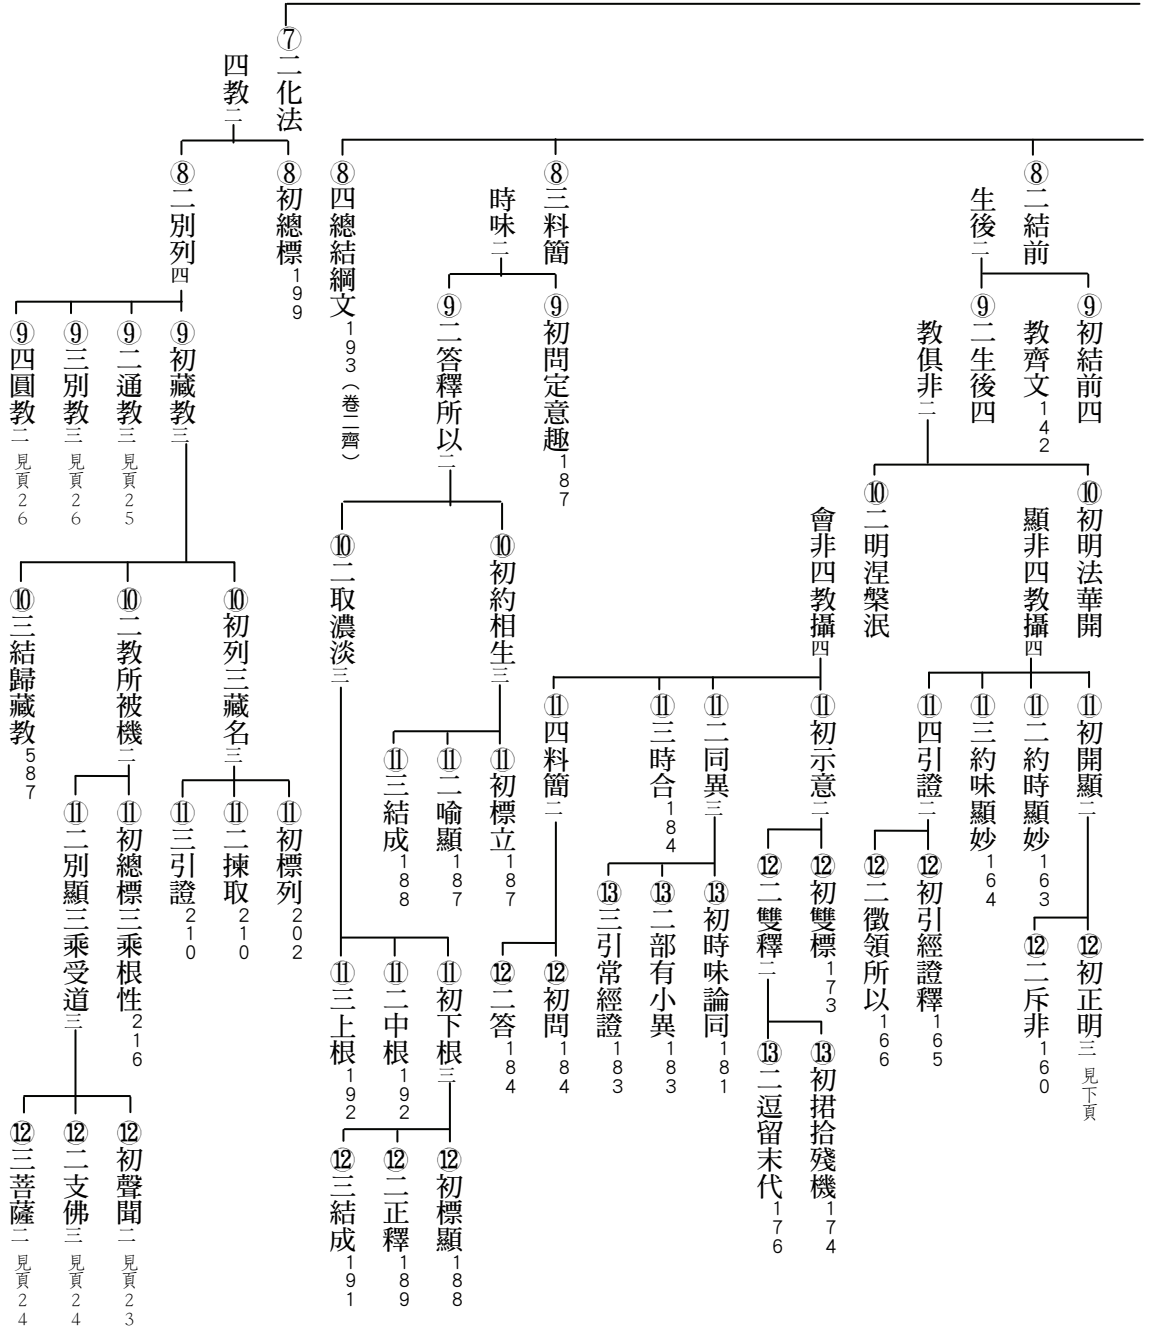 ⑧二結前
生後二
⑨初結前四
教齊文142
⑨二生後四
教俱非二
⑩初明法華開
顯非四教攝四
⑪初開顯二
⑫初正明三 見下頁
⑫二斥非160
⑪二約時顯妙163
⑪三約味顯妙164
⑪四引證二
⑫初引經證釋165
⑫二徵領所以166
⑩二明涅槃泯
會非四教攝四
⑪初示意二
⑫初雙標173
⑫二雙釋二
⑬初捃拾殘機174
⑬二逗留末代176
⑪二同異三
⑬初時味論同181
⑬二部有小異183
⑬三引常經證183
⑪三時合184
⑪四料簡二
⑫初問184
⑫二答184
⑧三料簡
時味二
⑨初問定意趣187
⑨二答釋所以二
⑩初約相生三
⑪初標立187
⑪二喻顯187
⑪三結成188
⑩二取濃淡三
⑪初下根三
⑫初標顯188
⑫二正釋189
⑫三結成191
⑪二中根192
⑪三上根192
⑧四總結綱文193（卷二齊）
⑦二化法
四教二
⑧初總標199
⑧二別列四
⑨初藏教三
⑩初列三藏名三
⑪初標列202
⑪二揀取210
⑪三引證210
⑩二教所被機二
⑪初總標三乘根性216
⑪二別顯三乘受道三
⑫初聲聞二 見頁23
⑫二支佛三 見頁24
⑫三菩薩二 見頁24
⑩三結歸藏教587
⑨二通教三 見頁25
⑨三別教三 見頁26
⑨四圓教二 見頁26